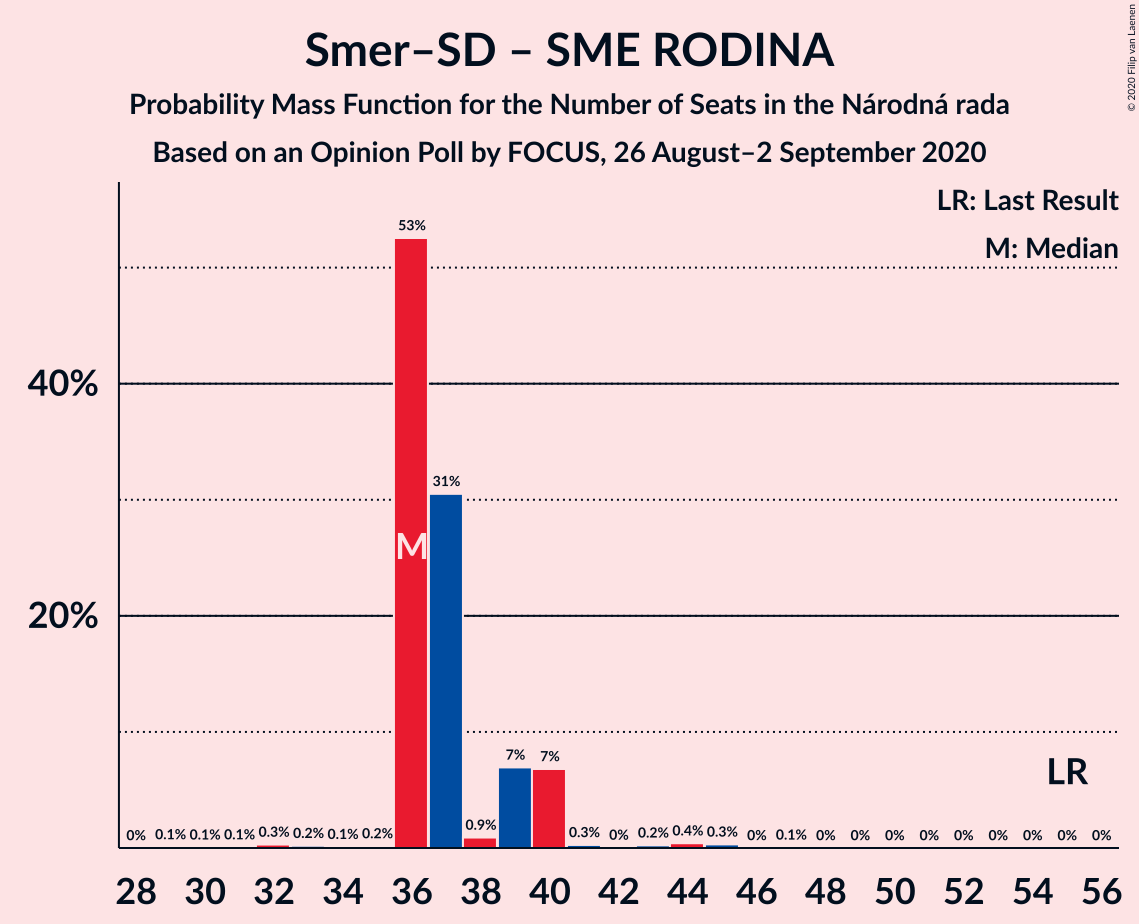 Smer–SD – SME RODINA
Probability Mass Function for the Number of Seats in the Národná rada
Based on an Opinion Poll by FOCUS, 26 August–2 September 2020
© 2020 Filip van Laenen
LR: Last Result
M: Median
40%
20%
53%
31%
M
7% 7%
LR
0% 0.1% 0.1% 0.1% 0.3% 0.2% 0.1% 0.2% 0.9% 0.3% 0% 0.2% 0.4% 0.3% 0% 0.1% 0% 0% 0% 0% 0% 0% 0% 0% 0%
28 30 32 34 36 38 40 42 44 46 48 50 52 54 56